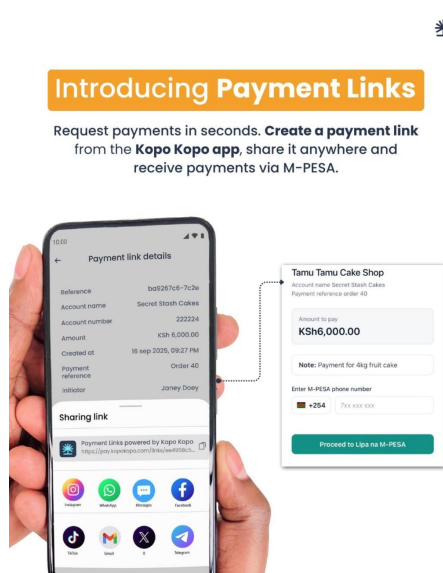 Introducing Payment Links
Request payments in seconds. Create a payment link
from the Kopo Kopo app, share it anywhere and
receive payments via M-PESA.
10:00
Payment link details
Reference ba9267c6-7c2e
Account name Secret Stash Cakes
Account number 222224
Amount KSh 6,000.00
Created at 16 sep 2025, 09:27 PM
Payment
reference Order 40
Initiator Janey Doey
Sharing link
Payment Links powered by Kopo Kopo
Instagram WhatsApp Messages Facebook
TikTok Gmail X Telegram
Tamu Tamu Cake Shop
Account name Secret Stash Cakes
Payment reference order 40
Amount to pay
KSh6,000.00
Note: Payment for 4kg fruit cake
Enter M-PESA phone number
+254 7xx xxx xxx
Proceed to Lipa na M-PESA